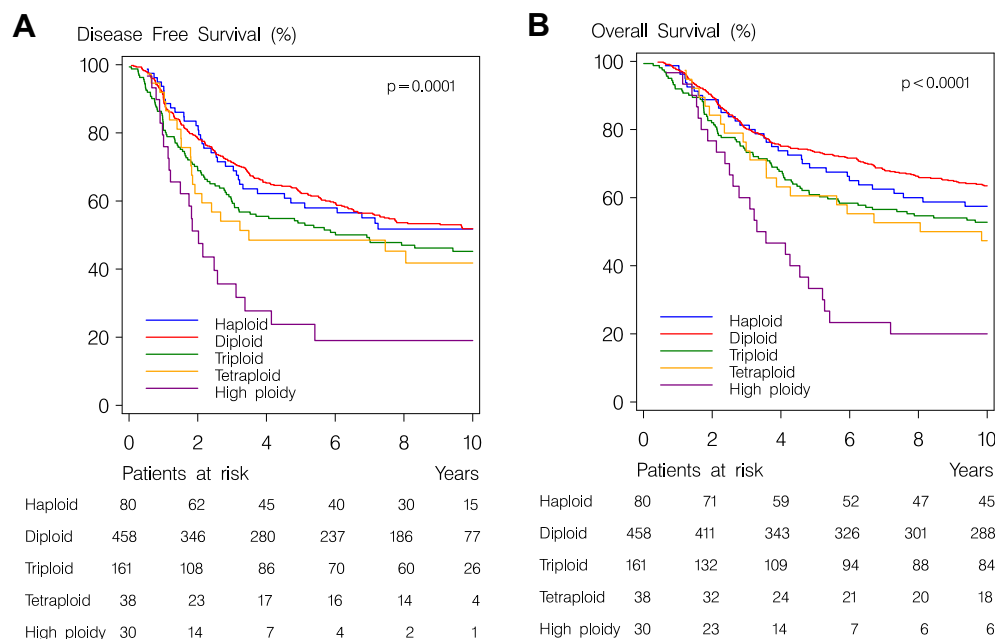 A
Disease Free Survival (%)
p=0.0001
100
80
60
40
20
0
Haploid
Diploid
Triploid
Tetraploid
High ploidy
0 2 4 6 8 10
Patients at risk Years
Haploid 80 62 45 40 30 15
Diploid 458 346 280 237 186 77
Triploid 161 108 86 70 60 26
Tetraploid 38 23 17 16 14 4
High ploidy 30 14 7 4 2 1
B
Overall Survival (%)
p<0.0001
100
80
60
40
20
0
Haploid
Diploid
Triploid
Tetraploid
High ploidy
0 2 4 6 8 10
Patients at risk Years
Haploid 80 71 59 52 47 45
Diploid 458 411 343 326 301 288
Triploid 161 132 109 94 88 84
Tetraploid 38 32 24 21 20 18
High ploidy 30 23 14 7 6 6